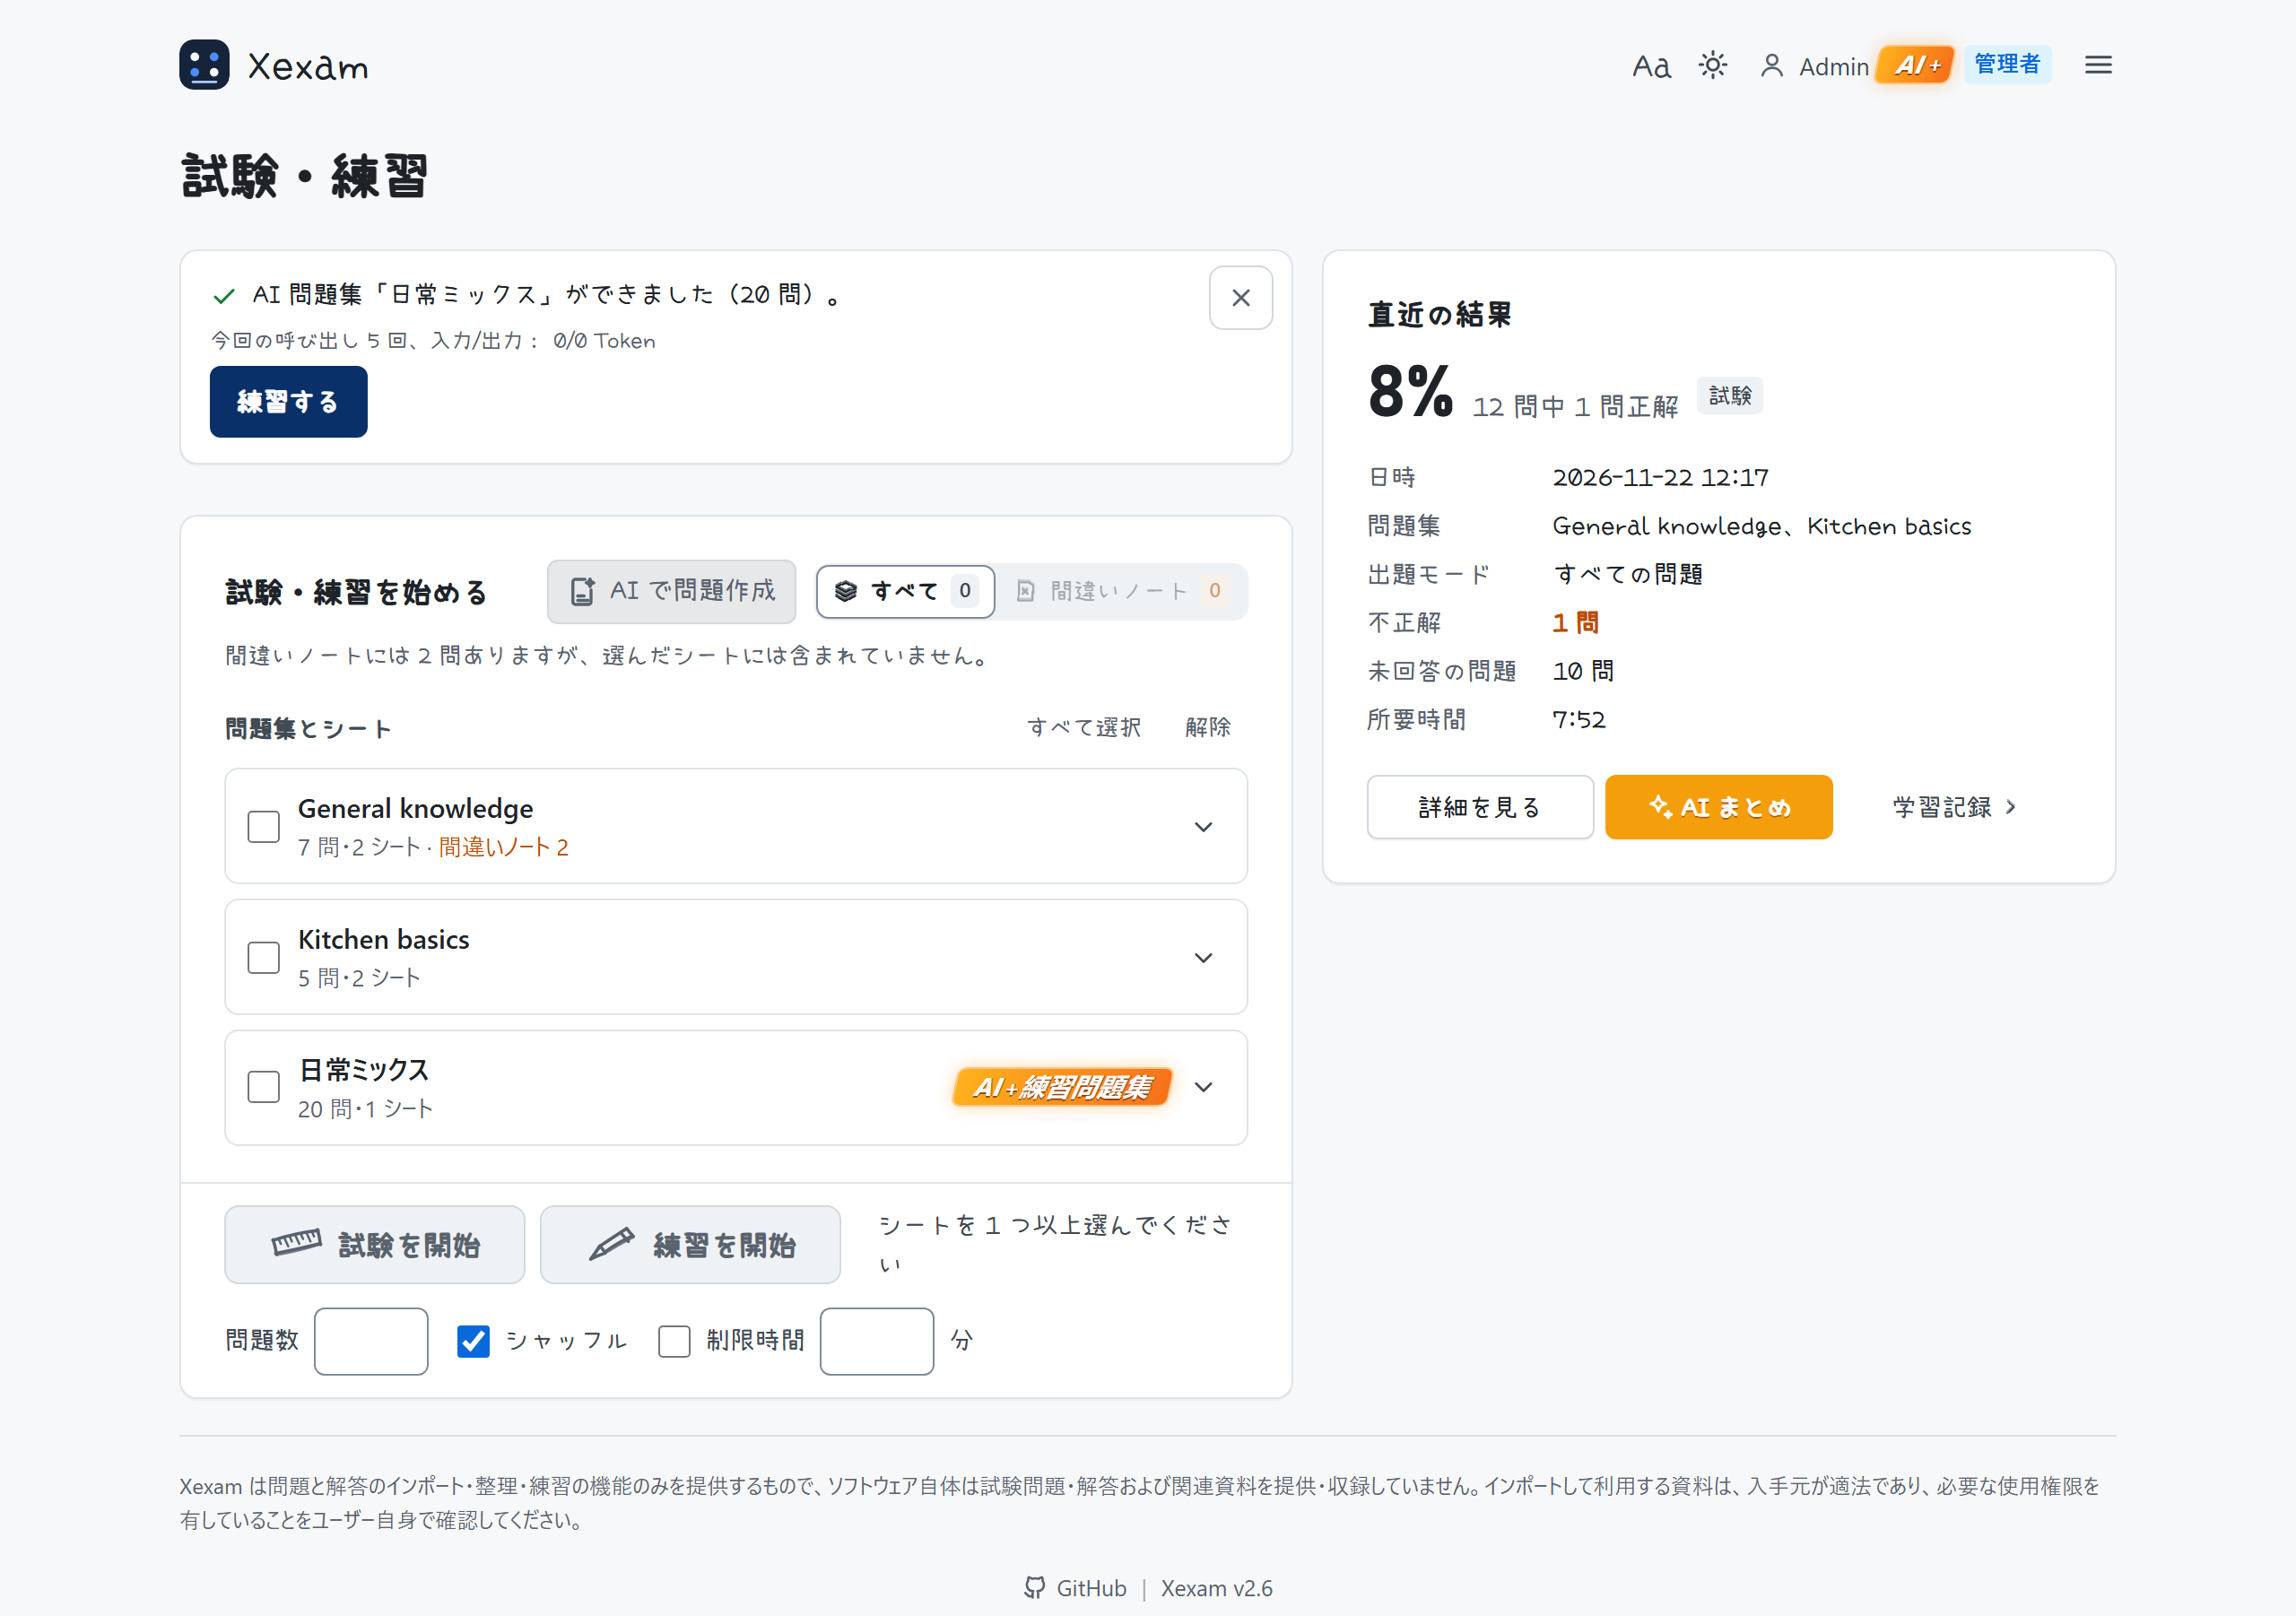 Xexam
Aa
Admin AI+ 管理者
試験・練習
AI 問題集「日常ミックス」ができました（20 問）。
今回の呼び出し 5 回、入力/出力： 0/0 Token
練習する
試験・練習を始める
AI で問題作成
すべて 0
間違いノート 0
間違いノートには 2 問ありますが、選んだシートには含まれていません。
問題集とシート
すべて選択
解除
General knowledge
7 問・2 シート · 間違いノート 2
Kitchen basics
5 問・2 シート
日常ミックス
20 問・1 シート
AI+練習問題集
試験を開始
練習を開始
シートを 1 つ以上選んでくださ
い
問題数
シャッフル
制限時間
分
直近の結果
8% 12 問中 1 問正解 試験
日時 2026-11-22 12:17
問題集 General knowledge、Kitchen basics
出題モード すべての問題
不正解 1 問
未回答の問題 10 問
所要時間 7:52
詳細を見る
AI まとめ
学習記録
Xexam は問題と解答のインポート・整理・練習の機能のみを提供するもので、ソフトウェア自体は試験問題・解答および関連資料を提供・収録していません。インポートして利用する資料は、入手元が適法であり、必要な使用権限を
有していることをユーザー自身で確認してください。
GitHub | Xexam v2.6